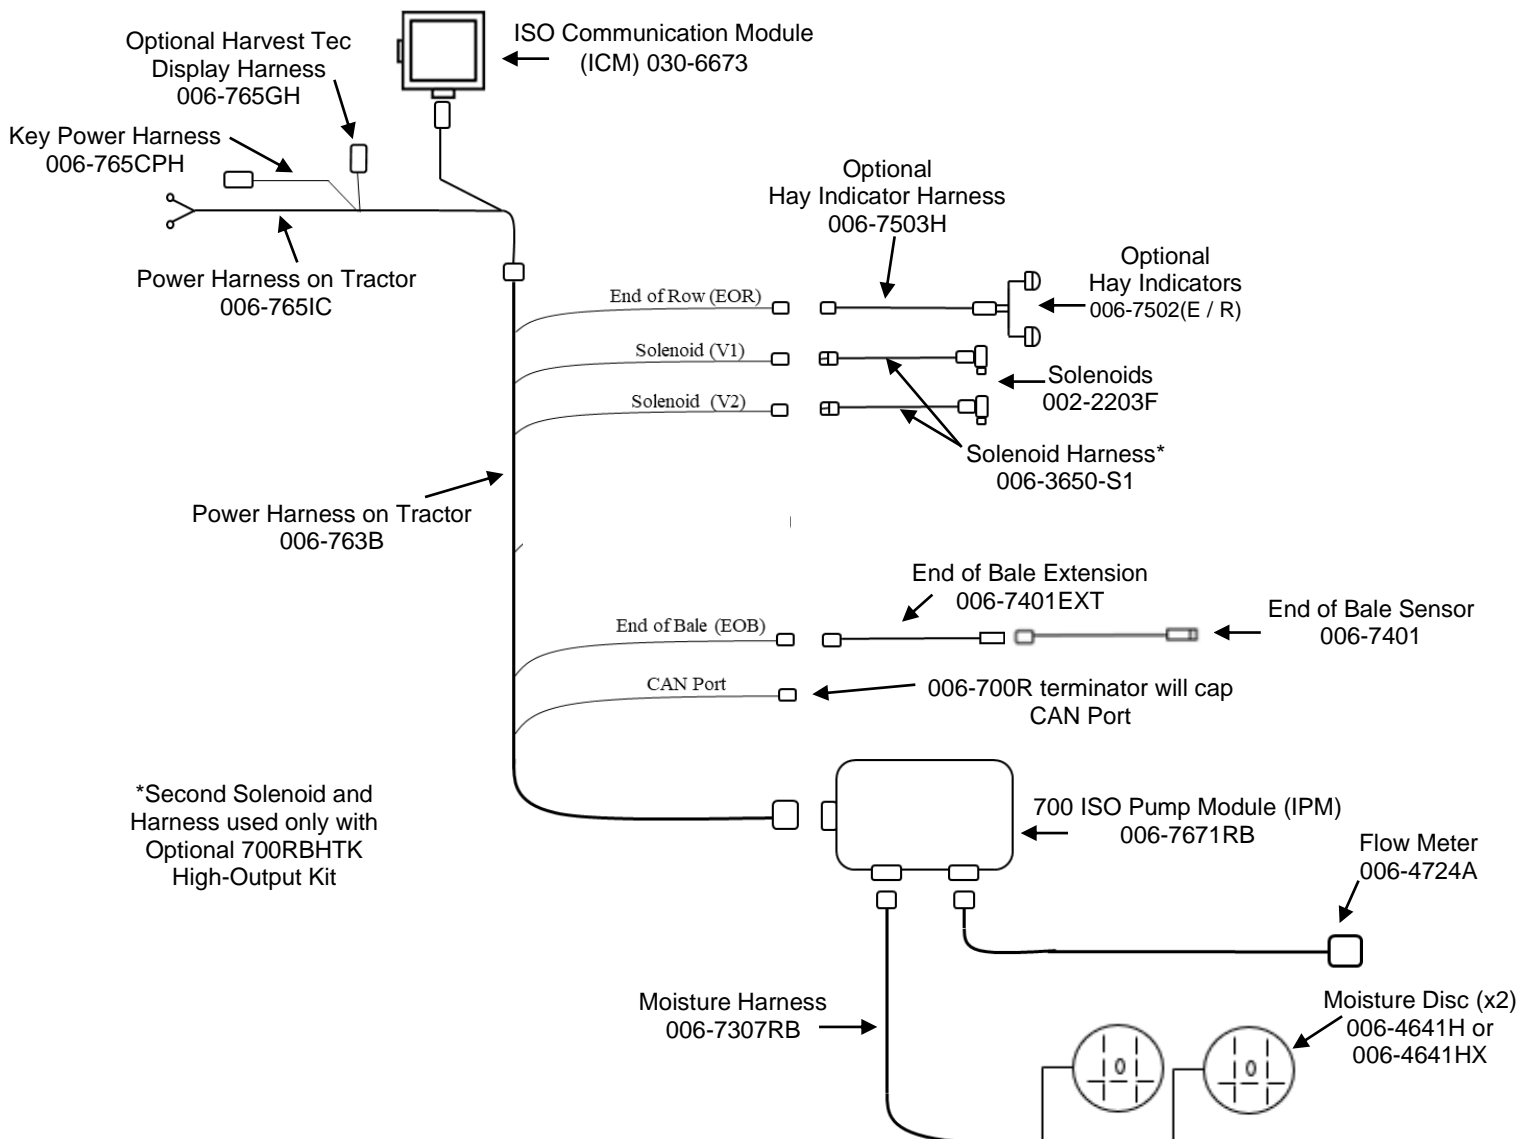 ISO Communication Module
(ICM) 030-6673
Optional Harvest Tec
Display Harness
006-765GH
Key Power Harness
006-765CPH
Power Harness on Tractor
006-765IC
Optional
Hay Indicator Harness
006-7503H
Optional
Hay Indicators
006-7502(E / R)
End of Row (EOR)
Solenoid (V1)
Solenoid (V2)
Solenoids
002-2203F
Solenoid Harness*
006-3650-S1
Power Harness on Tractor
006-763B
End of Bale Extension
006-7401EXT
End of Bale Sensor
006-7401
End of Bale (EOB)
CAN Port
006-700R terminator will cap
CAN Port
*Second Solenoid and
Harness used only with
Optional 700RBHTK
High-Output Kit
700 ISO Pump Module (IPM)
006-7671RB
Flow Meter
006-4724A
Moisture Harness
006-7307RB
Moisture Disc (x2)
006-4641H or
006-4641HX